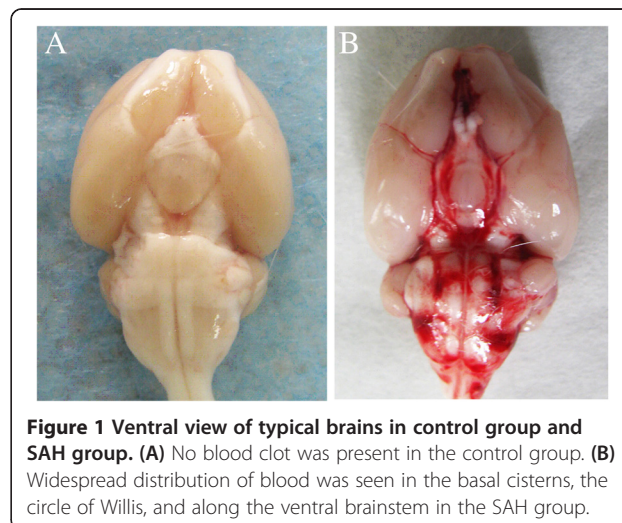 A
B
Figure 1 Ventral view of typical brains in control group and
SAH group. (A) No blood clot was present in the control group. (B)
Widespread distribution of blood was seen in the basal cisterns, the
circle of Willis, and along the ventral brainstem in the SAH group.